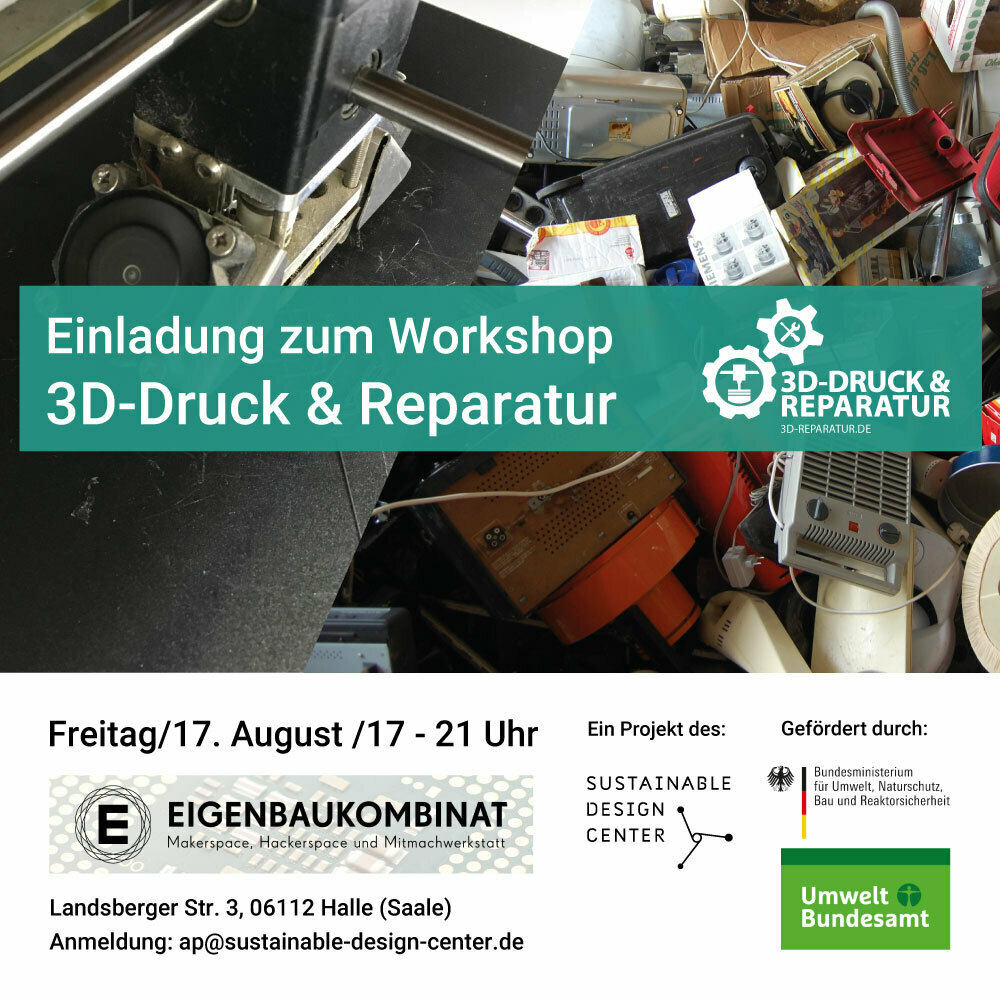 SIEMENS
Einladung zum Workshop
3D-Druck & Reparatur
3D-DRUCK &
REPARATUR
3D-REPARATUR.DE
Freitag/17. August /17 - 21 Uhr
E
EIGENBAUKOMBINAT
Makerspace, Hackerspace und Mitmachwerkstatt
Landsberger Str. 3, 06112 Halle (Saale)
Anmeldung: ap@sustainable-design-center.de
Ein Projekt des:
SUSTAINABLE
DESIGN
CENTER
Gefördert durch:
Bundesministerium
für Umwelt, Naturschutz,
Bau und Reaktorsicherheit
Umwelt
Bundesamt